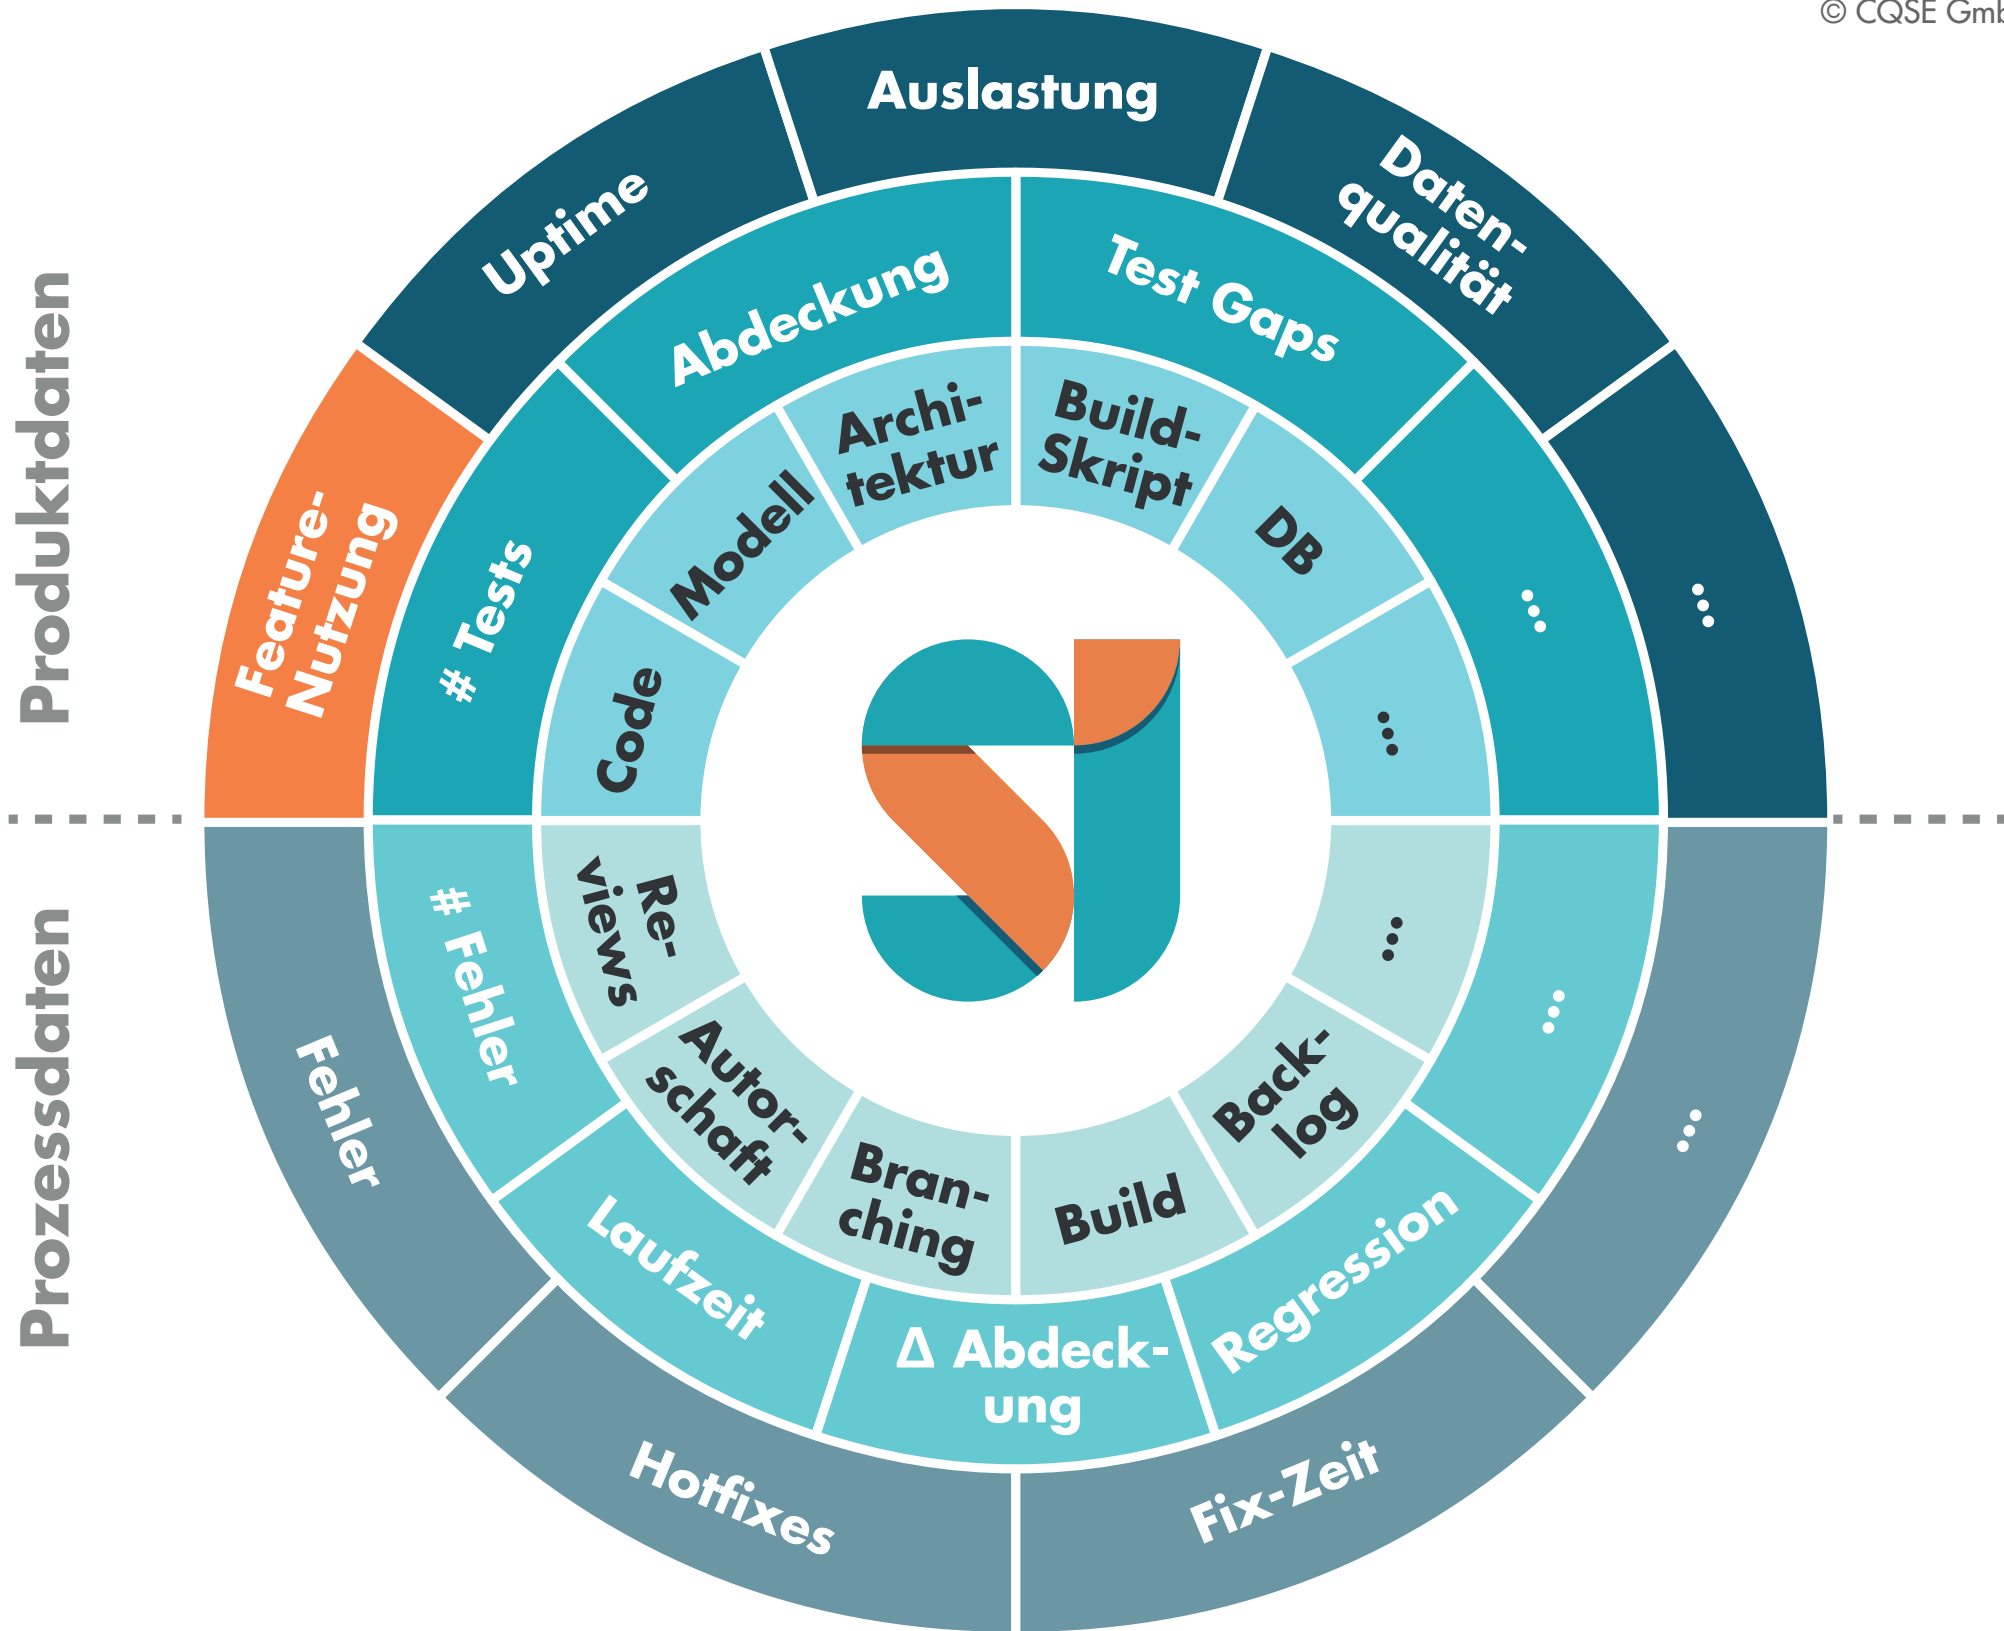 © CQSE Gmb
Produktdaten
Prozessdaten
Feature-
Nutzung
Uptime
Auslastung
Daten-
qualität
...
# Tests
Abdeckung
Test Gaps
...
Code
Modell
Archi-
tektur
Build-
Skript
DB
...
Re-
views
Autor-
schaft
Bran-
ching
Build
Back-
log
...
# Fehler
Laufzeit
Δ Abdeck-
ung
Regression
...
Fehler
Hotfixes
Fix-Zeit
...